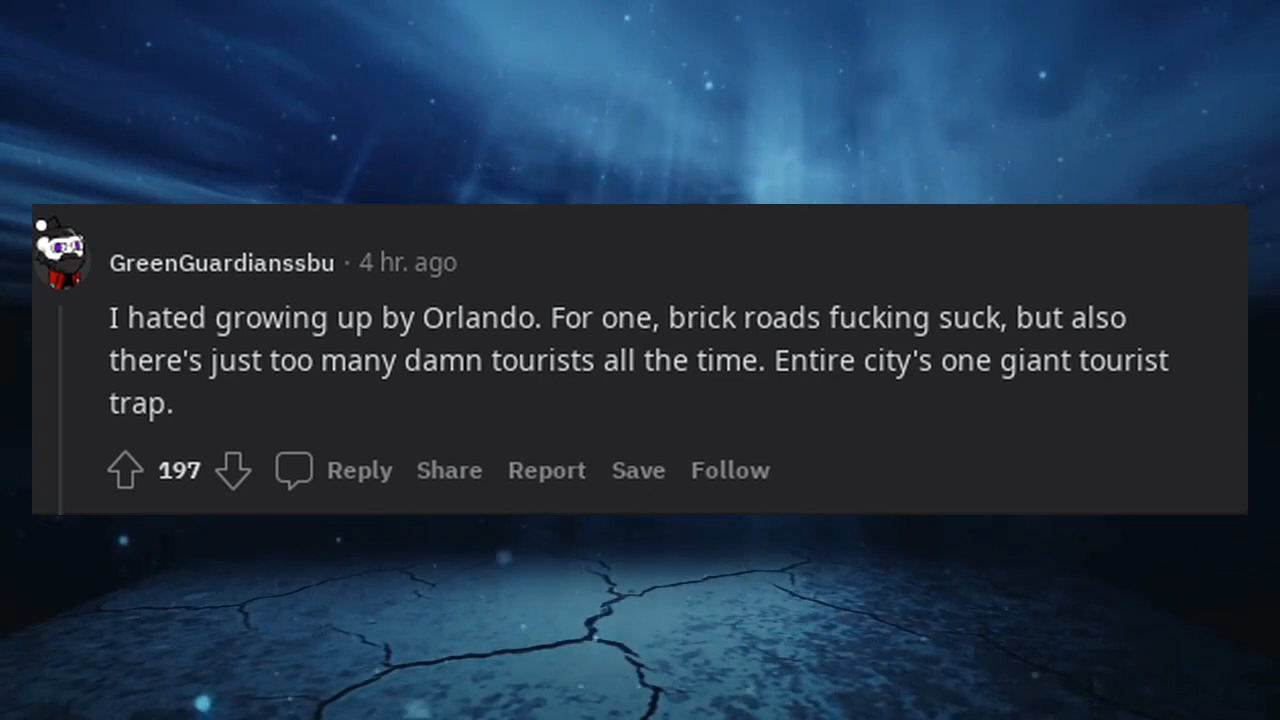 GreenGuardianssbu · 4 hr. ago
I hated growing up by Orlando. For one, brick roads fucking suck, but also
there's just too many damn tourists all the time. Entire city's one giant tourist
trap.
197 Reply Share Report Save Follow